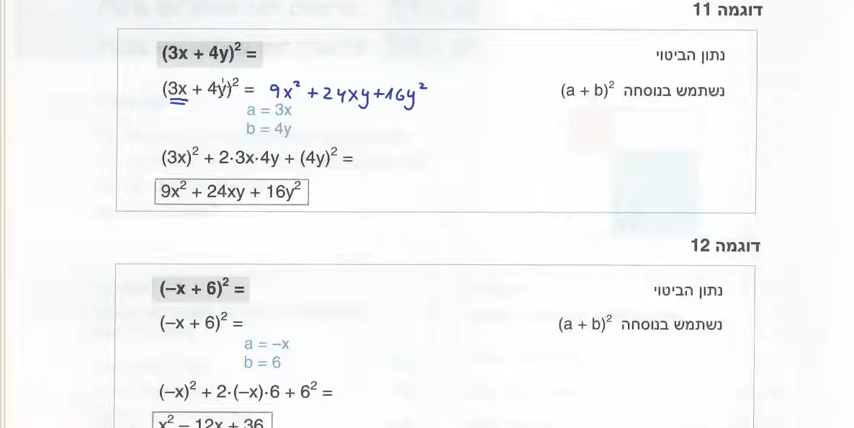 דוגמה 11
נתון הביטוי (3x + 4y)² =
נשתמש בנוסחה (a + b)² (3x + 4y)² = 9x² + 24xy + 16y²
a = 3x
b = 4y
(3x)² + 2·3x·4y + (4y)² =
9x² + 24xy + 16y²
דוגמה 12
נתון הביטוי (–x + 6)² =
נשתמש בנוסחה (a + b)² (–x + 6)² =
a = –x
b = 6
(–x)² + 2·(–x)·6 + 6² =
x² – 12x + 36